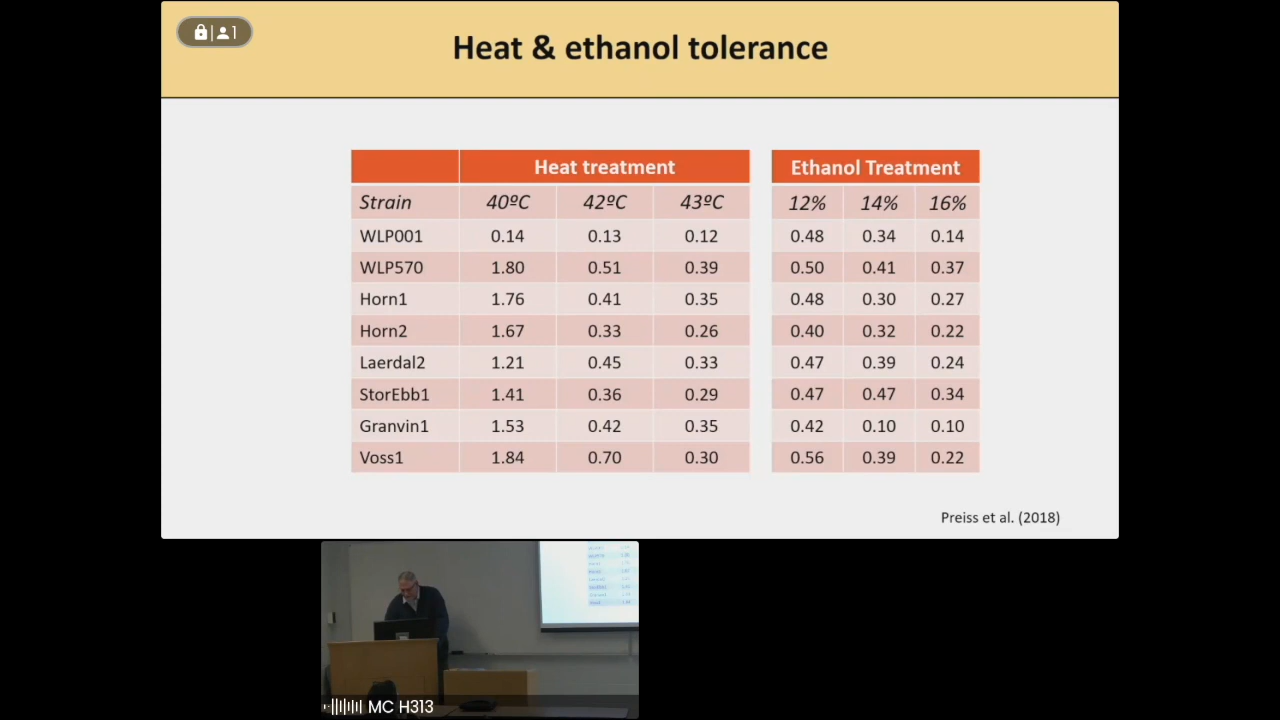 1
Heat & ethanol tolerance
Heat treatment Ethanol Treatment
Strain 40ºC 42ºC 43ºC 12% 14% 16%
WLP001 0.14 0.13 0.12 0.48 0.34 0.14
WLP570 1.80 0.51 0.39 0.50 0.41 0.37
Horn1 1.76 0.41 0.35 0.48 0.30 0.27
Horn2 1.67 0.33 0.26 0.40 0.32 0.22
Laerdal2 1.21 0.45 0.33 0.47 0.39 0.24
StorEbb1 1.41 0.36 0.29 0.47 0.47 0.34
Granvin1 1.53 0.42 0.35 0.42 0.10 0.10
Voss1 1.84 0.70 0.30 0.56 0.39 0.22
Preiss et al. (2018)
MC H313